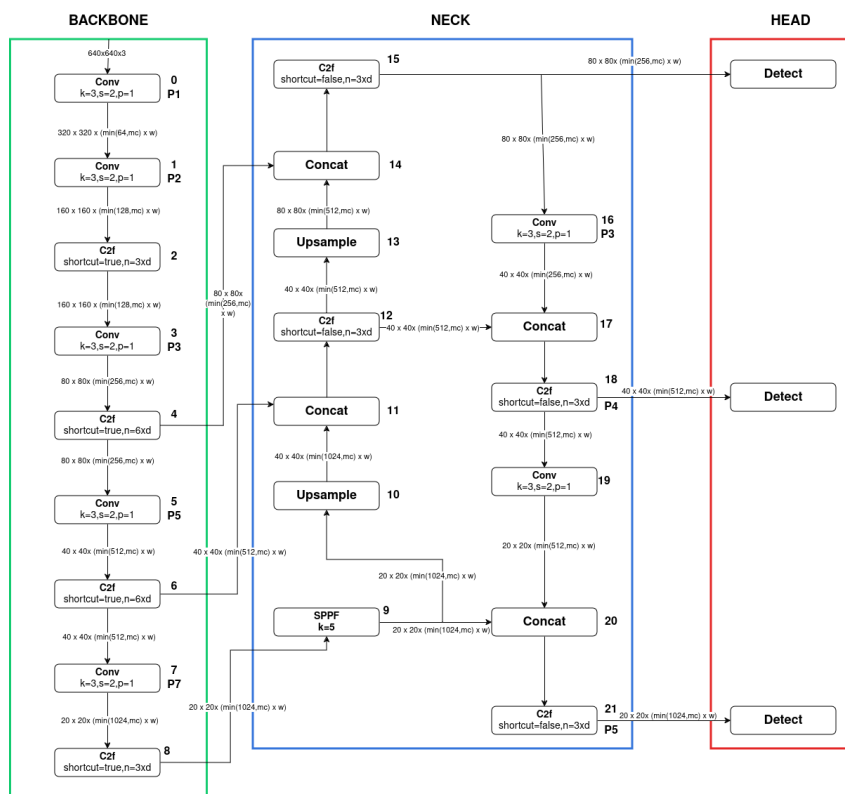 BACKBONE
NECK
HEAD
640x640x3
Conv
k=3,s=2,p=1
0
P1
320 x 320 x (min(64,mc) x w)
Conv
k=3,s=2,p=1
1
P2
160 x 160 x (min(128,mc) x w)
C2f
shortcut=true,n=3xd
2
160 x 160 x (min(128,mc) x w)
Conv
k=3,s=2,p=1
3
P3
80 x 80x (min(256,mc) x w)
C2f
shortcut=true,n=6xd
4
80 x 80x (min(256,mc) x w)
Conv
k=3,s=2,p=1
5
P5
40 x 40x (min(512,mc) x w)
C2f
shortcut=true,n=6xd
6
40 x 40x (min(512,mc) x w)
Conv
k=3,s=2,p=1
7
P7
20 x 20x (min(1024,mc) x w)
C2f
shortcut=true,n=3xd
8
80 x 80x
(min(256,mc)
x w)
40 x 40x (min(512,mc) x w)
20 x 20x (min(1024,mc) x w)
C2f
shortcut=false,n=3xd
15
Concat
14
80 x 80x (min(512,mc) x w)
Upsample
13
40 x 40x (min(512,mc) x w)
C2f
shortcut=false,n=3xd
12
40 x 40x (min(512,mc) x w)
Concat
11
40 x 40x (min(1024,mc) x w)
Upsample
10
20 x 20x (min(1024,mc) x w)
SPPF
k=5
9
20 x 20x (min(1024,mc) x w)
80 x 80x (min(256,mc) x w)
80 x 80x (min(256,mc) x w)
Conv
k=3,s=2,p=1
16
P3
40 x 40x (min(256,mc) x w)
Concat
17
C2f
shortcut=false,n=3xd
18
P4
40 x 40x (min(512,mc) x w)
40 x 40x (min(512,mc) x w)
Conv
k=3,s=2,p=1
19
20 x 20x (min(512,mc) x w)
Concat
20
C2f
shortcut=false,n=3xd
21
P5
20 x 20x (min(1024,mc) x w)
Detect
Detect
Detect